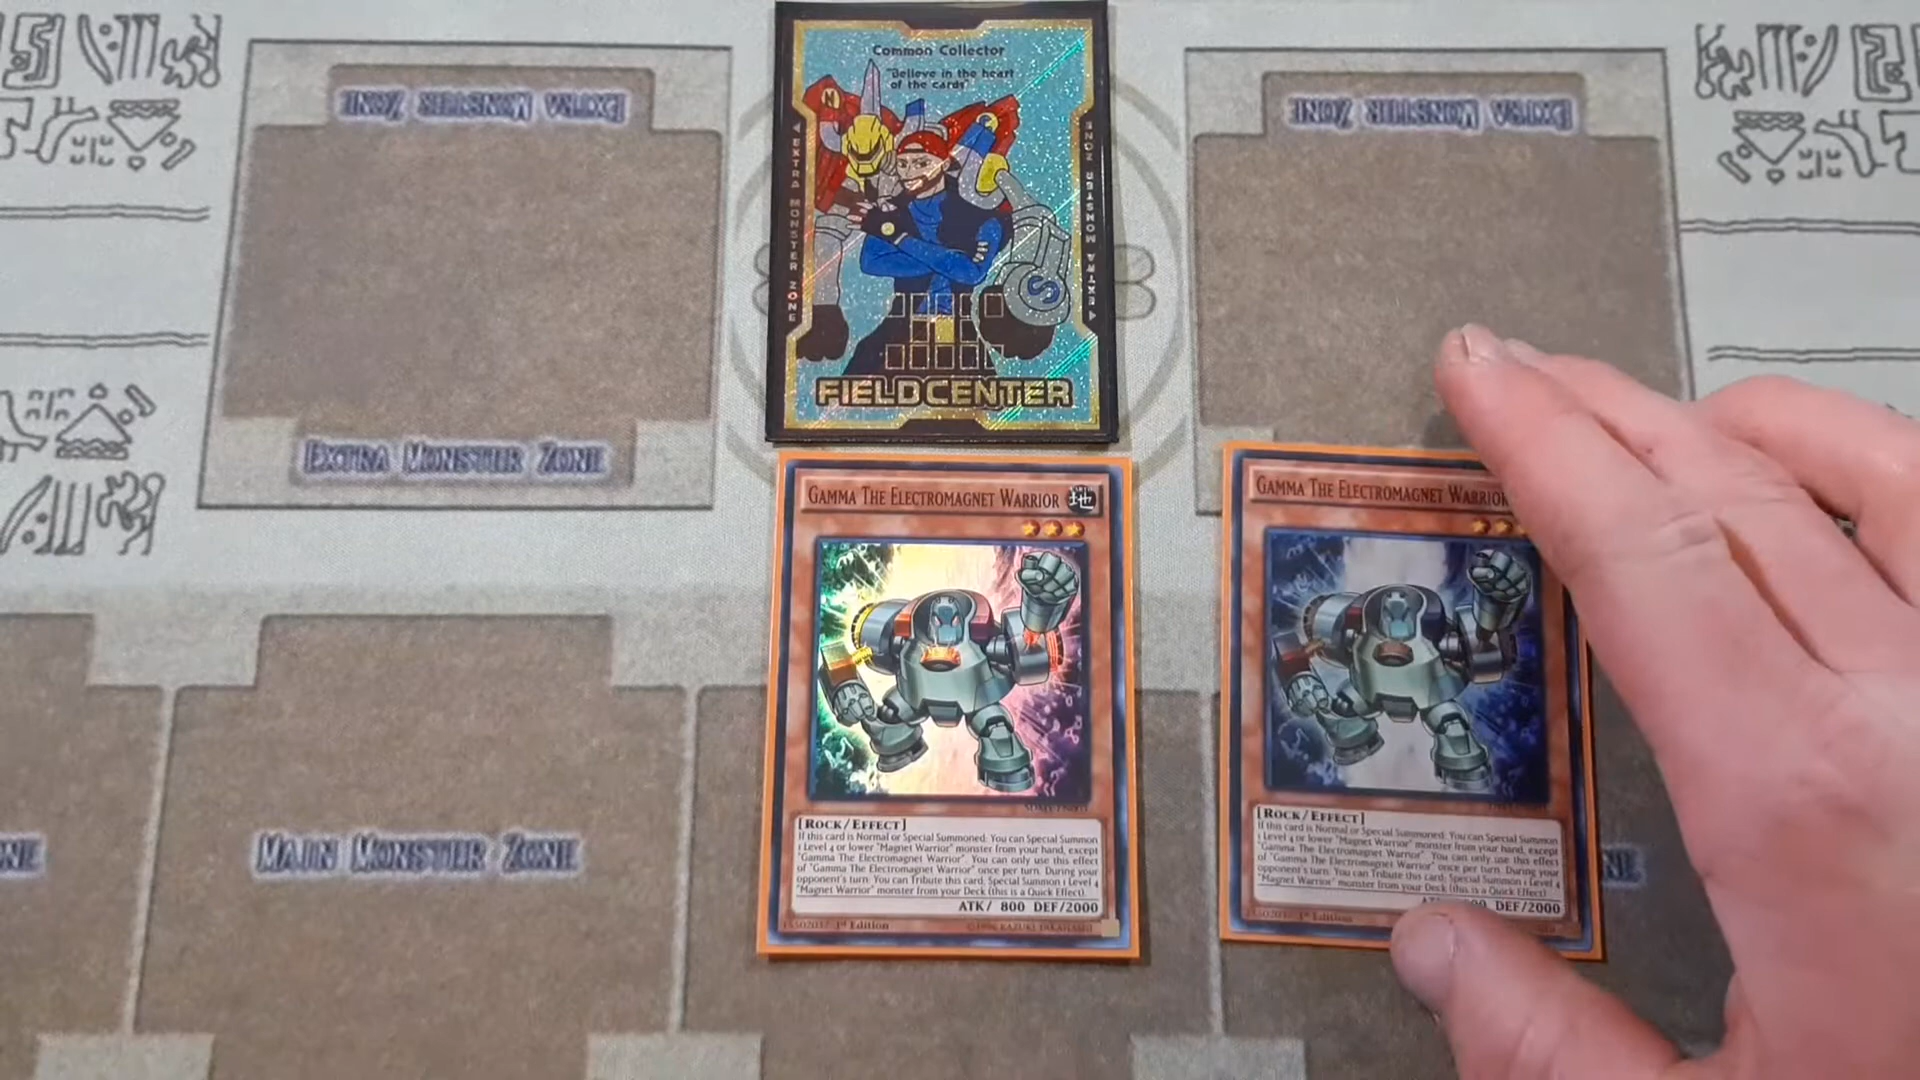 EXTRA MONSTER ZONE
Common Collector
"Believe in the heart
of the cards"
EXTRA MONSTER ZONE
◀ EXTRA MONSTER ZONE
◀ EXTRA MONSTER ZONE
N
S
FIELDCENTER
EXTRA MONSTER ZONE
GAMMA THE ELECTROMAGNET WARRIOR 地
[ROCK/EFFECT]
If this card is Normal or Special Summoned: You can Special Summon
1 Level 4 or lower "Magnet Warrior" monster from your hand, except
"Gamma The Electromagnet Warrior". You can only use this effect
of "Gamma The Electromagnet Warrior" once per turn. During your
opponent's turn: You can Tribute this card; Special Summon 1 Level 4
"Magnet Warrior" monster from your Deck (this is a Quick Effect).
ATK/ 800 DEF/2000
1st Edition
©1996 KAZUKI TAKAHASHI
GAMMA THE ELECTROMAGNET WARRIOR
[ROCK/EFFECT]
If this card is Normal or Special Summoned: You can Special Summon
1 Level 4 or lower "Magnet Warrior" monster from your hand, except
"Gamma The Electromagnet Warrior". You can only use this effect
of "Gamma The Electromagnet Warrior" once per turn. During your
opponent's turn: You can Tribute this card; Special Summon 1 Level 4
"Magnet Warrior" monster from your Deck (this is a Quick Effect).
DEF/2000
1st Edition
MAIN MONSTER ZONE